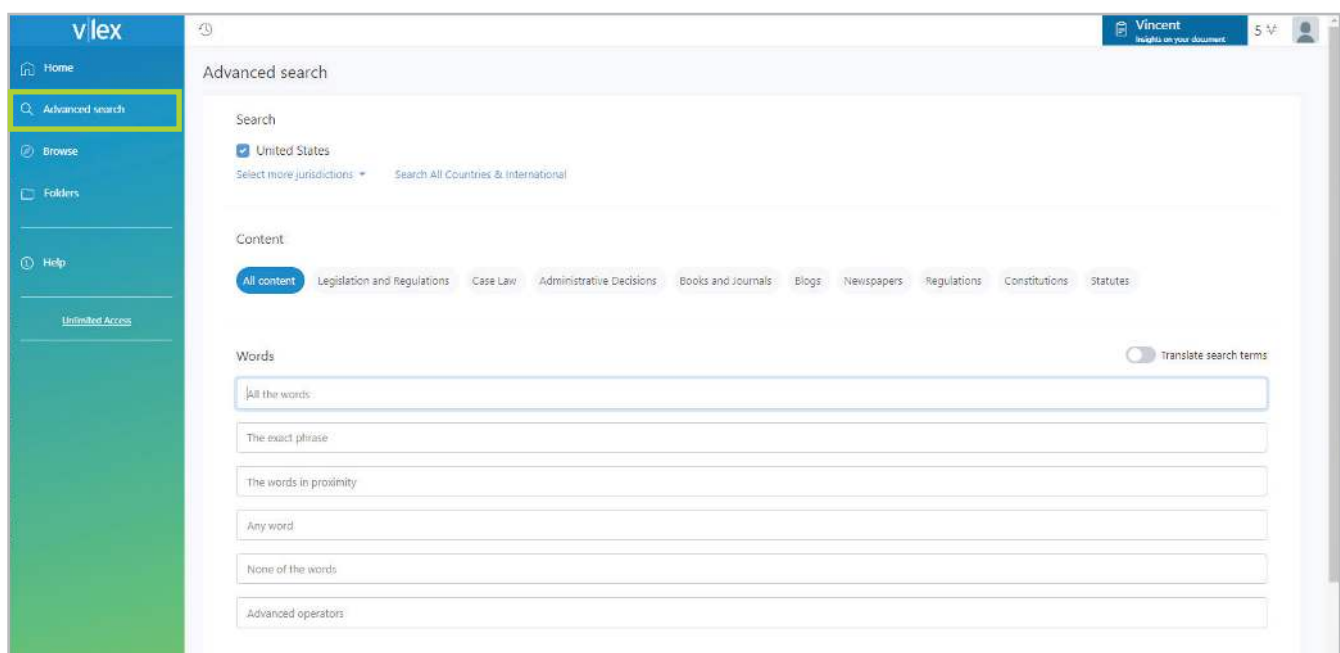 v|lex
Vincent
Insights on your document
5
Home
Advanced search
Browse
Folders
Help
Unlimited Access
Advanced search
Search
United States
Select more jurisdictions Search All Countries & International
Content
All content Legislation and Regulations Case Law Administrative Decisions Books and Journals Blogs Newspapers Regulations Constitutions Statutes
Words Translate search terms
All the words
The exact phrase
The words in proximity
Any word
None of the words
Advanced operators